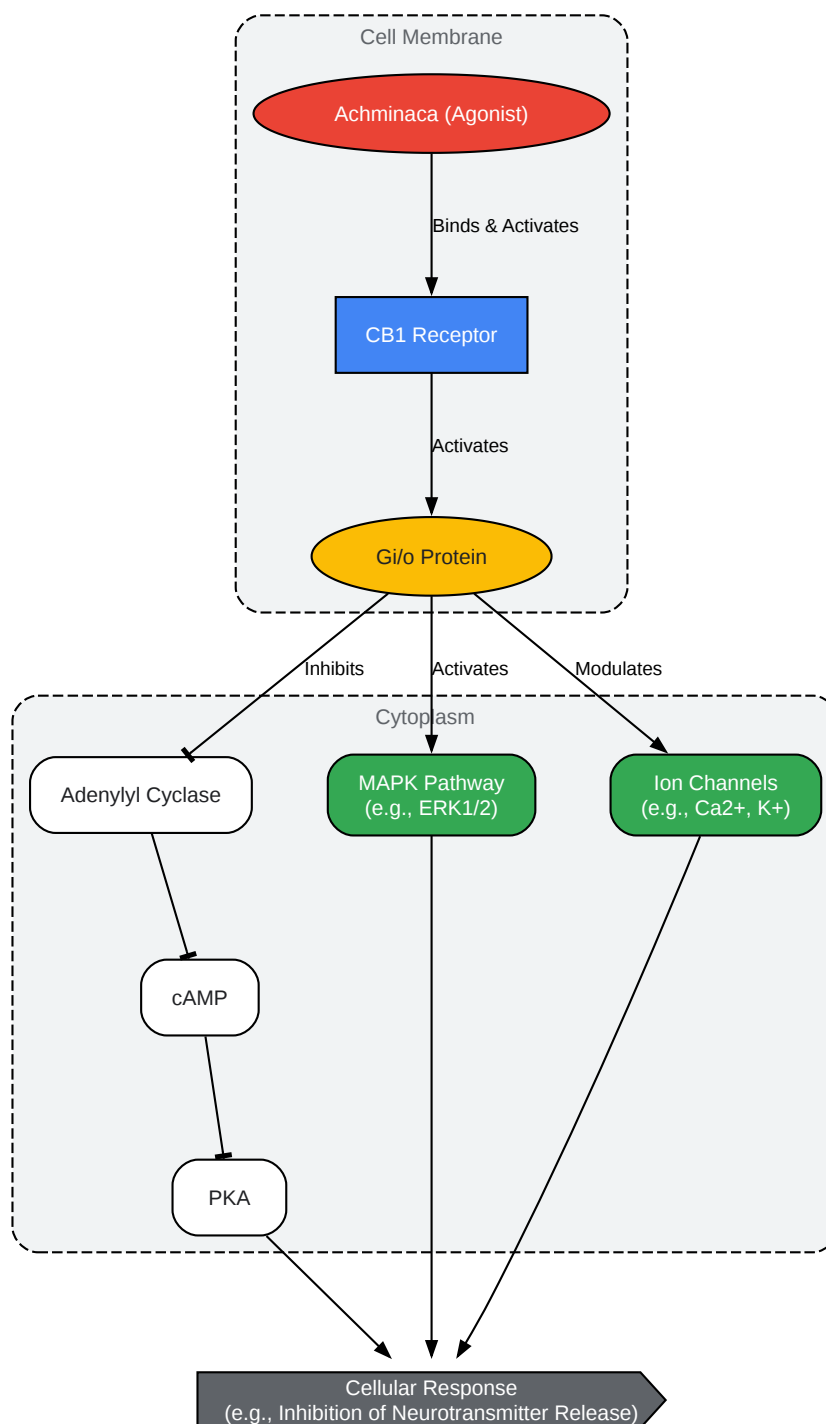 Cell Membrane
Achminaca (Agonist)
Binds & Activates
CB1 Receptor
Activates
Gi/o Protein
Inhibits
Activates
Modulates
Cytoplasm
Adenylyl Cyclase
MAPK Pathway
(e.g., ERK1/2)
Ion Channels
(e.g., Ca2+, K+)
cAMP
PKA
Cellular Response
(e.g., Inhibition of Neurotransmitter Release)